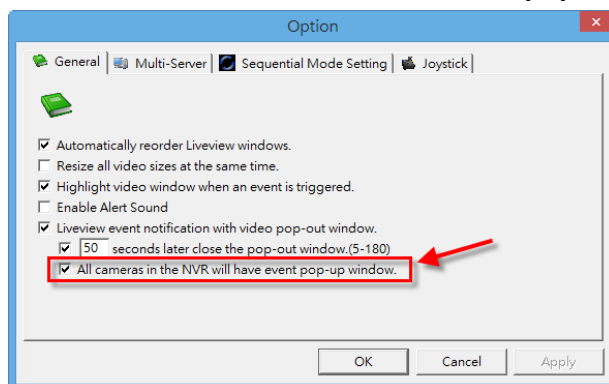 Option
General Multi-Server Sequential Mode Setting Joystick
Automatically reorder Liveview windows.
Resize all video sizes at the same time.
Highlight video window when an event is triggered.
Enable Alert Sound
Liveview event notification with video pop-out window.
50 seconds later close the pop-out window.(5-180)
All cameras in the NVR will have event pop-up window.
OK Cancel Apply